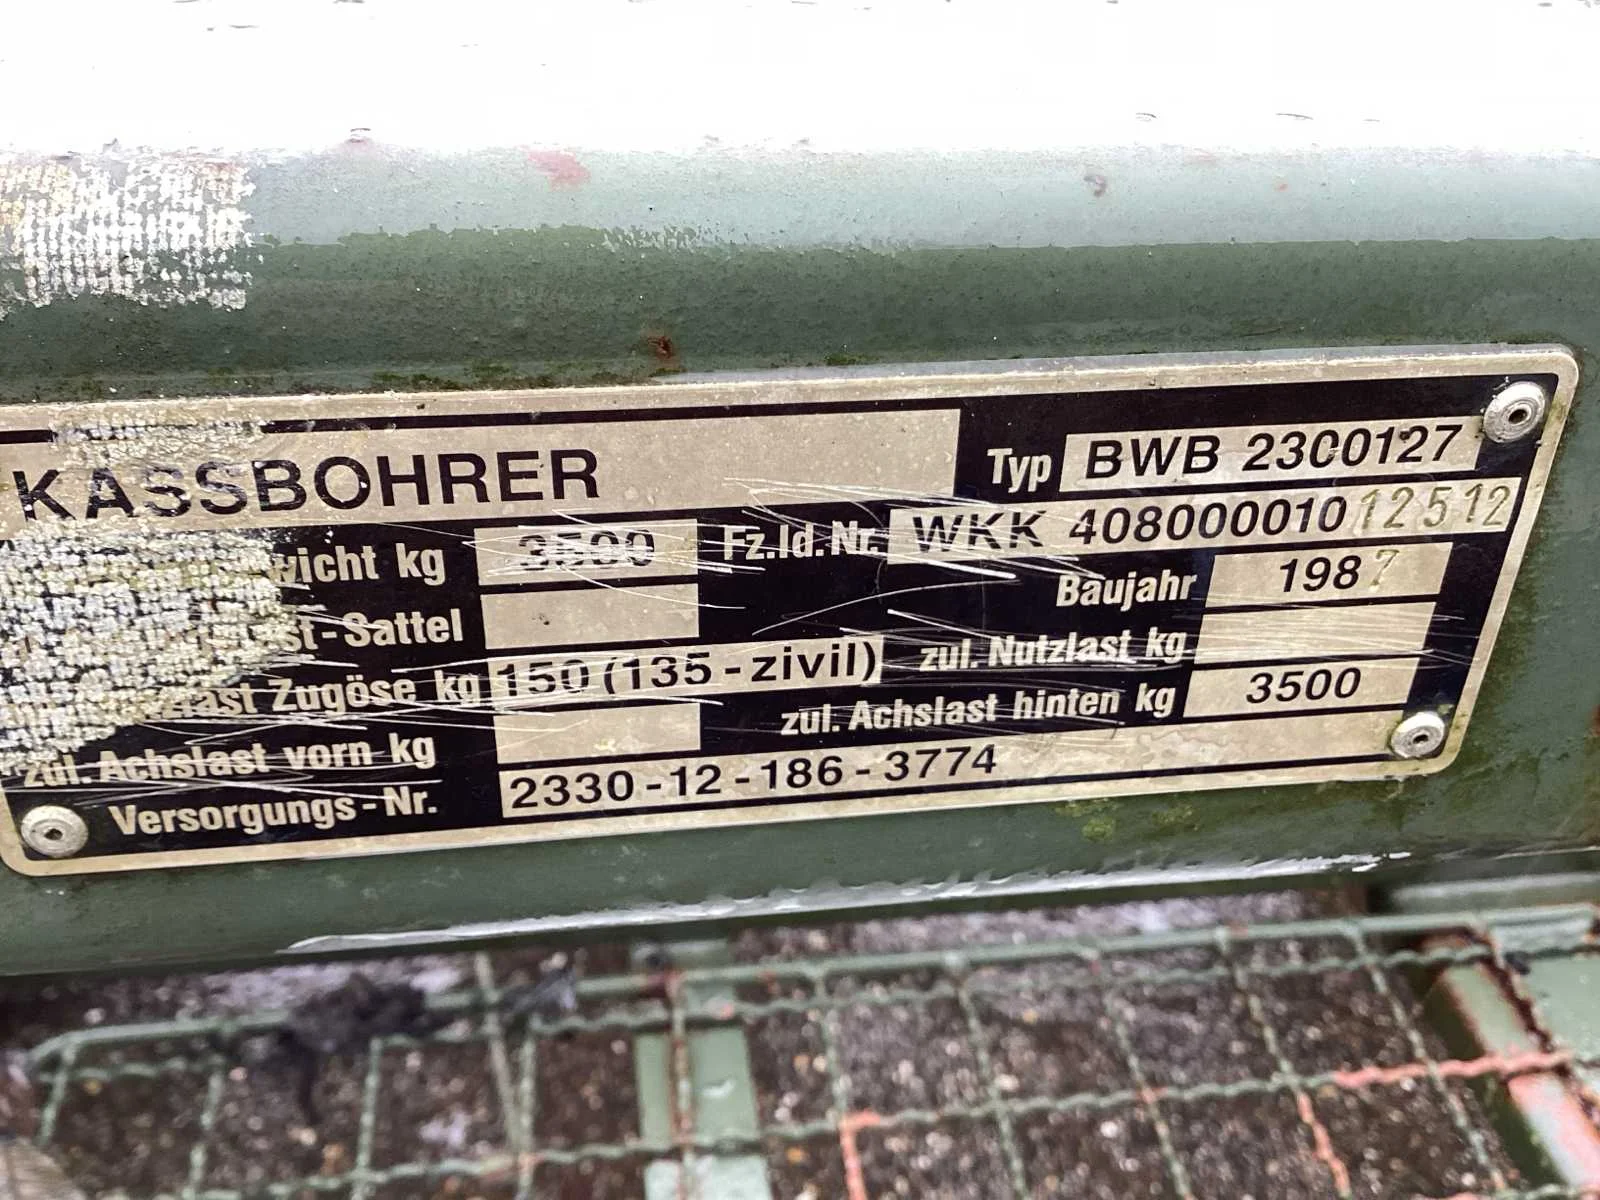 KASSBOHRER
Typ BWB 2300127
kg 3500 Fz.Id.Nr. WKK 40800001012512
Baujahr 1987
-Sattel
Zugöse kg 150 (135-zivil) zul. Nutzlast kg
zul. Achslast hinten kg 3500
zul. Achslast vorn kg
Versorgungs-Nr. 2330-12-186-3774